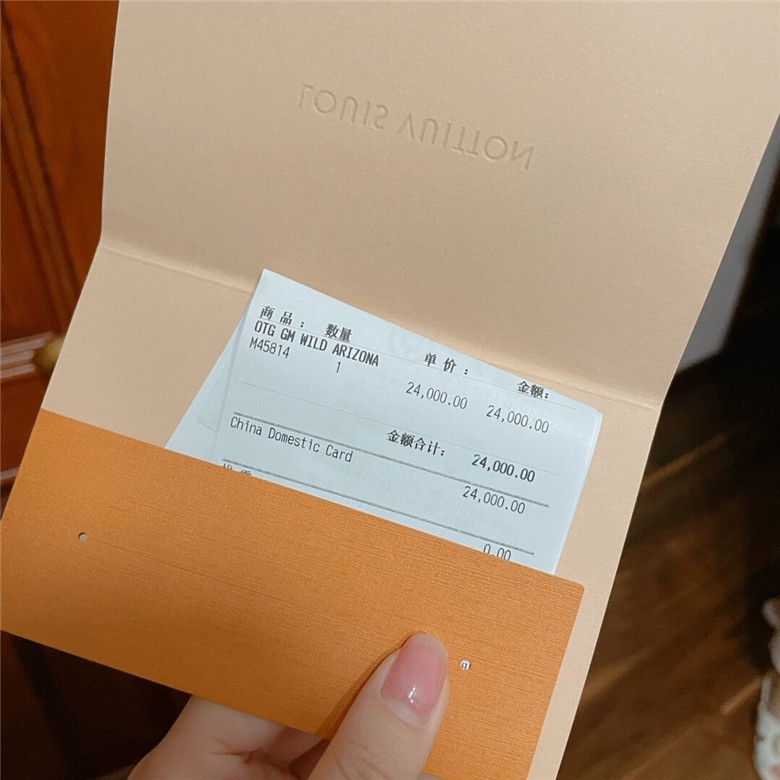 LOUIS VUITTON
商品： 数量 单价： 金额：
OTG GM WILD ARIZONA
M45814 1 24,000.00 24,000.00
金额合计： 24,000.00
China Domestic Card 24,000.00
0.00